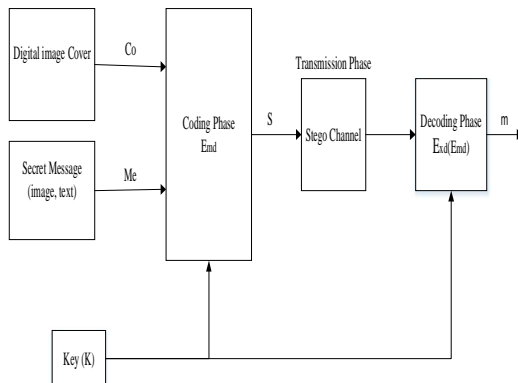 Digital image Cover
Co
Secret Message
(image, text)
Me
Coding Phase
Emd
S
Transmission Phase
Stego Channel
Decoding Phase
Exd(Emd)
m
Key (K)